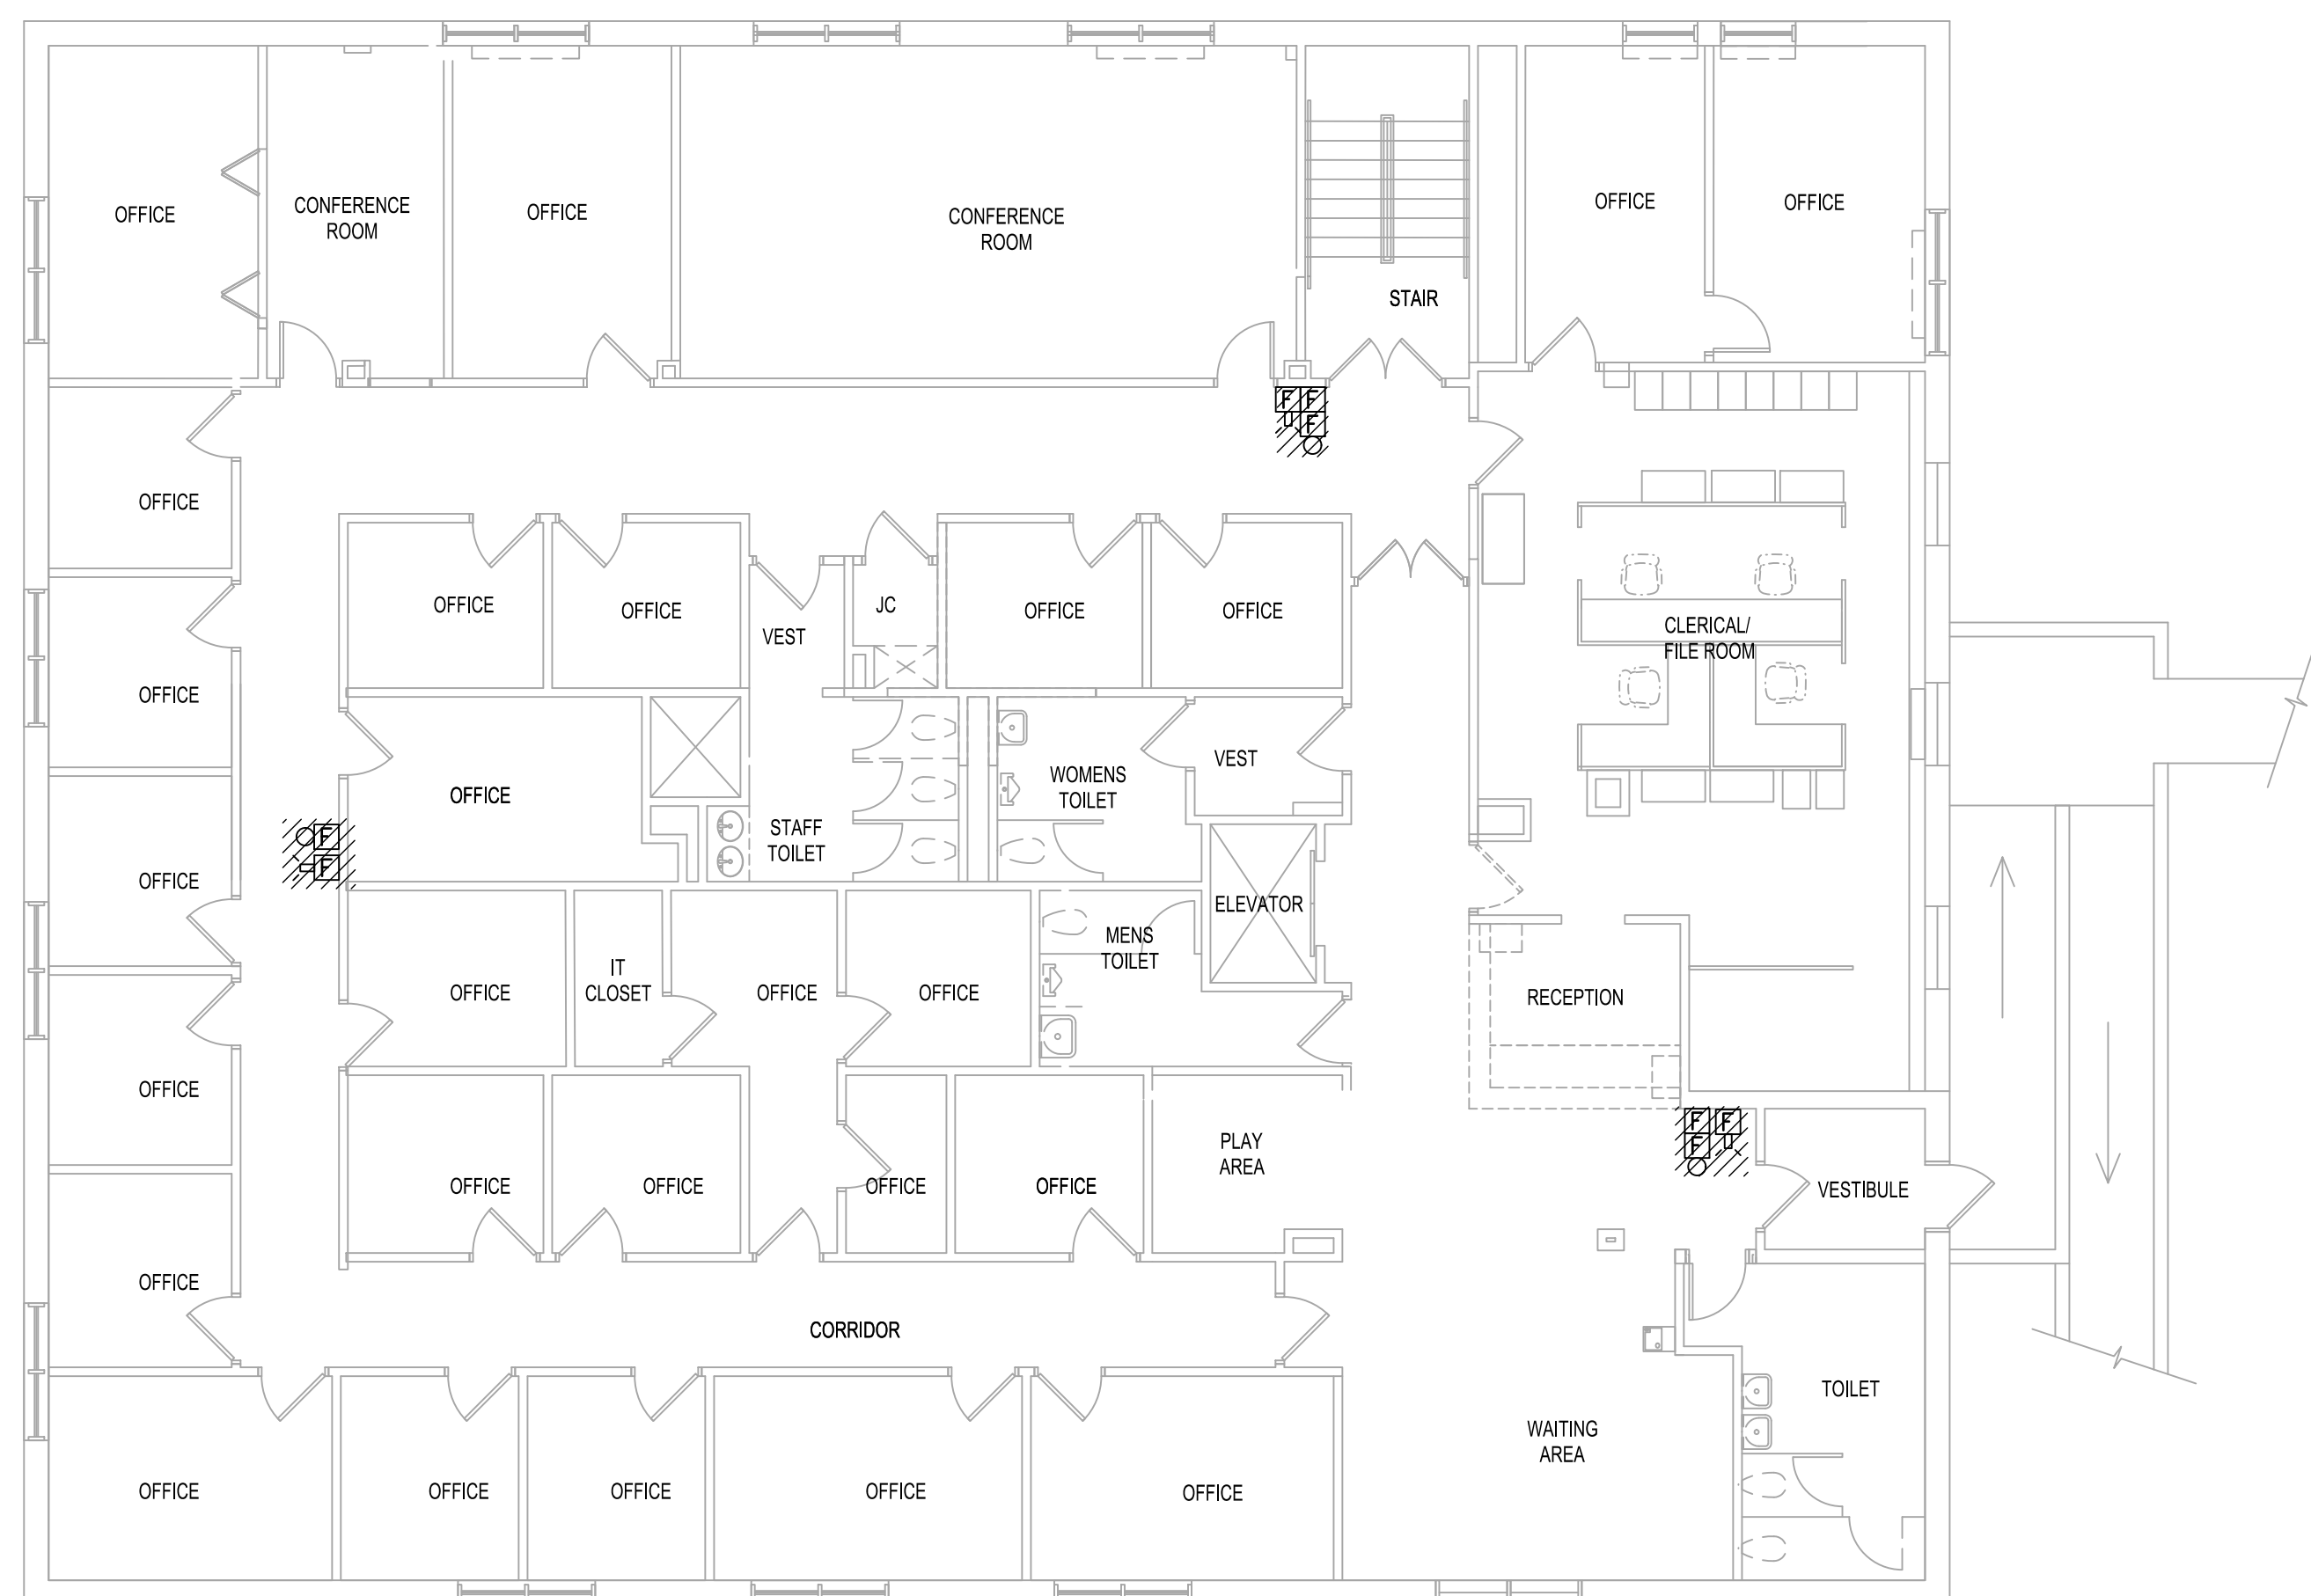 OFFICE
CONFERENCE
ROOM
OFFICE
CONFERENCE
ROOM
STAIR
OFFICE
OFFICE
F F
F
OFFICE
OFFICE
OFFICE
VEST
JC
OFFICE
OFFICE
CLERICAL/
FILE ROOM
OFFICE
OFFICE
VEST
WOMENS
TOILET
STAFF
TOILET
F
F
OFFICE
ELEVATOR
MENS
TOILET
OFFICE
IT
CLOSET
OFFICE
OFFICE
RECEPTION
OFFICE
F F
F
PLAY
AREA
OFFICE
OFFICE
OFFICE
OFFICE
VESTIBULE
OFFICE
CORRIDOR
TOILET
WAITING
AREA
OFFICE
OFFICE
OFFICE
OFFICE
OFFICE